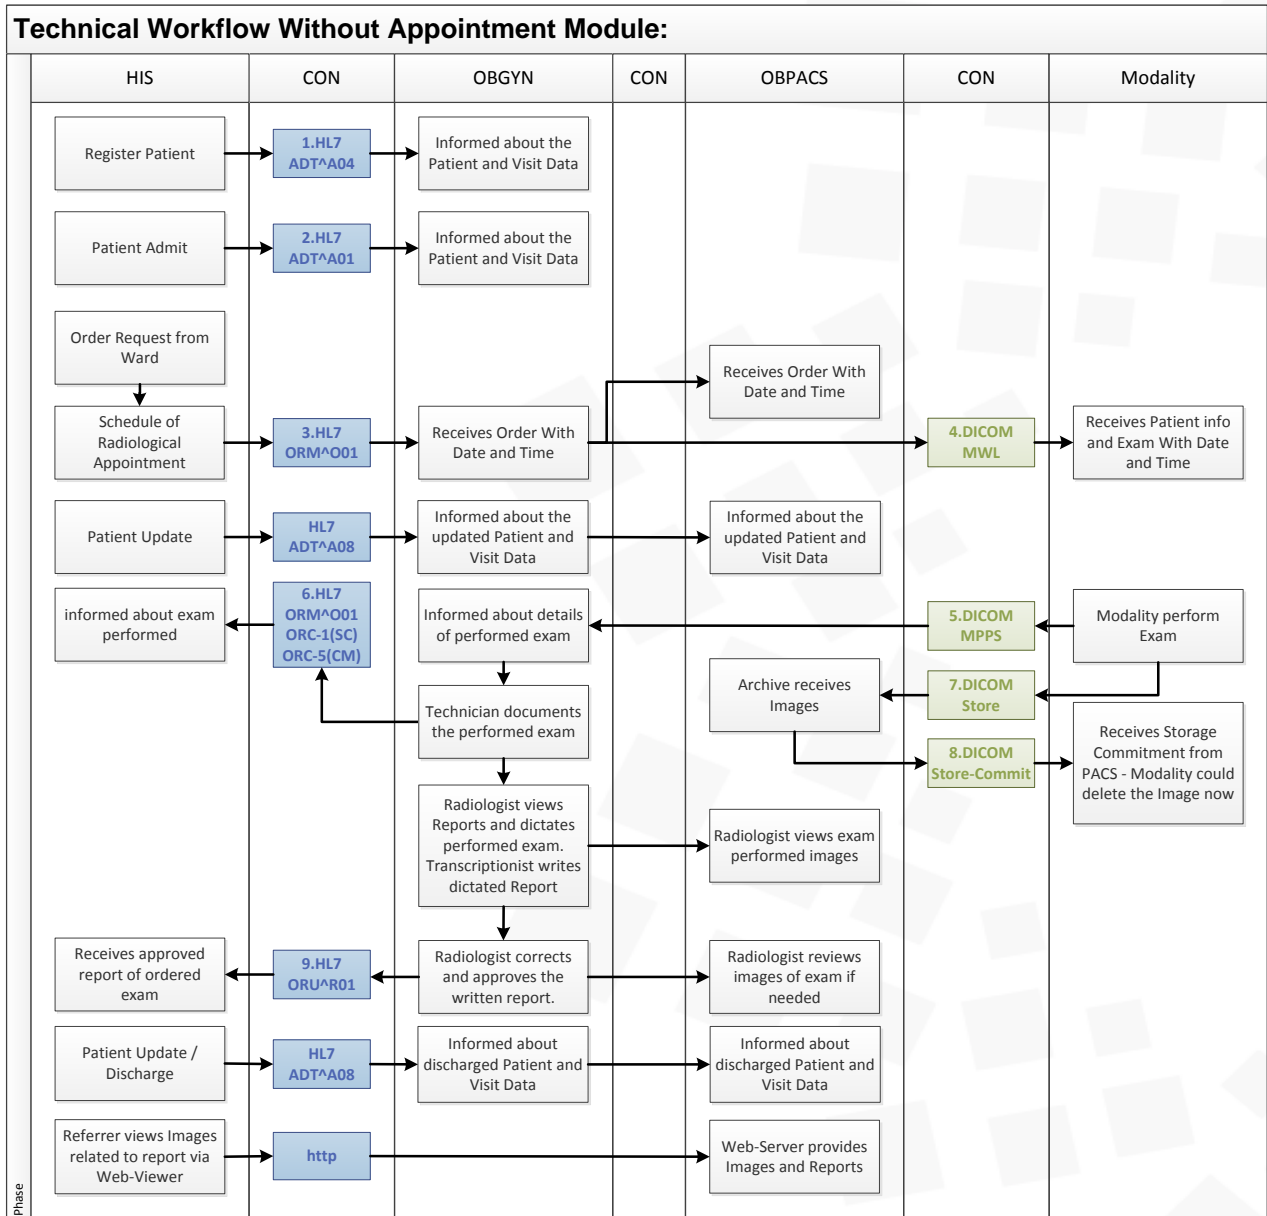 Technical Workflow Without Appointment Module:
HIS
CON
OBGYN
CON
OBPACS
CON
Modality
Register Patient
1.HL7
ADT^A04
Informed about the
Patient and Visit Data
Patient Admit
2.HL7
ADT^A01
Informed about the
Patient and Visit Data
Order Request from
Ward
Receives Order With
Date and Time
Schedule of
Radiological
Appointment
3.HL7
ORM^O01
Receives Order With
Date and Time
4.DICOM
MWL
Receives Patient info
and Exam With Date
and Time
Patient Update
HL7
ADT^A08
Informed about the
updated Patient and
Visit Data
Informed about the
updated Patient and
Visit Data
informed about exam
performed
6.HL7
ORM^O01
ORC-1(SC)
ORC-5(CM)
Informed about details
of performed exam
5.DICOM
MPPS
Modality perform
Exam
Technician documents
the performed exam
Archive receives
Images
7.DICOM
Store
8.DICOM
Store-Commit
Receives Storage
Commitment from
PACS - Modality could
delete the Image now
Radiologist views
Reports and dictates
performed exam.
Transcriptionist writes
dictated Report
Radiologist views exam
performed images
Receives approved
report of ordered
exam
9.HL7
ORU^R01
Radiologist corrects
and approves the
written report.
Radiologist reviews
images of exam if
needed
Patient Update /
Discharge
HL7
ADT^A08
Informed about
discharged Patient and
Visit Data
Informed about
discharged Patient and
Visit Data
Referrer views Images
related to report via
Web-Viewer
http
Web-Server provides
Images and Reports
Phase